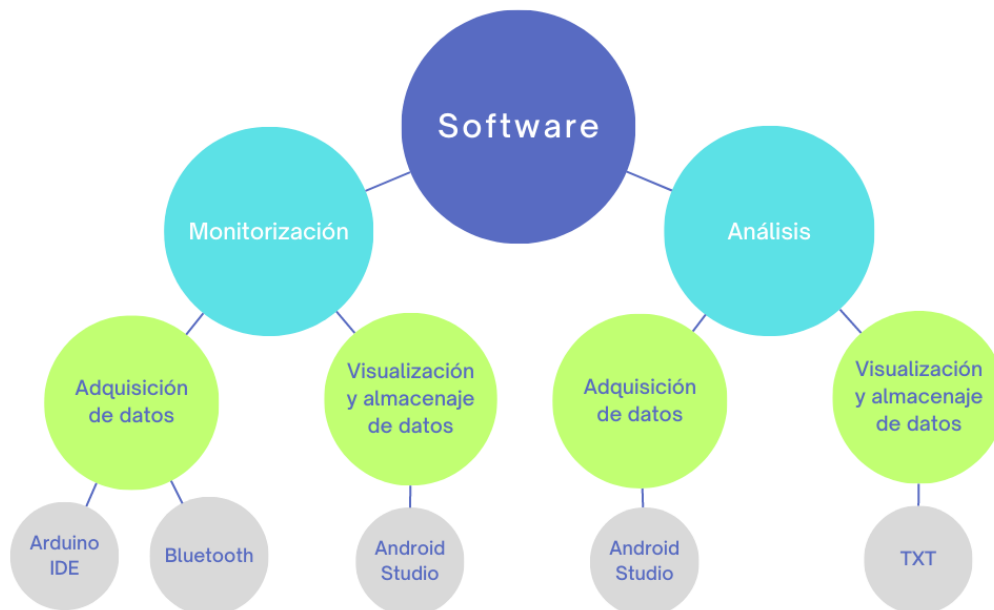 Software
Monitorización
Análisis
Adquisición
de datos
Visualización
y almacenaje
de datos
Adquisición
de datos
Visualización
y almacenaje
de datos
Arduino
IDE
Bluetooth
Android
Studio
Android
Studio
TXT